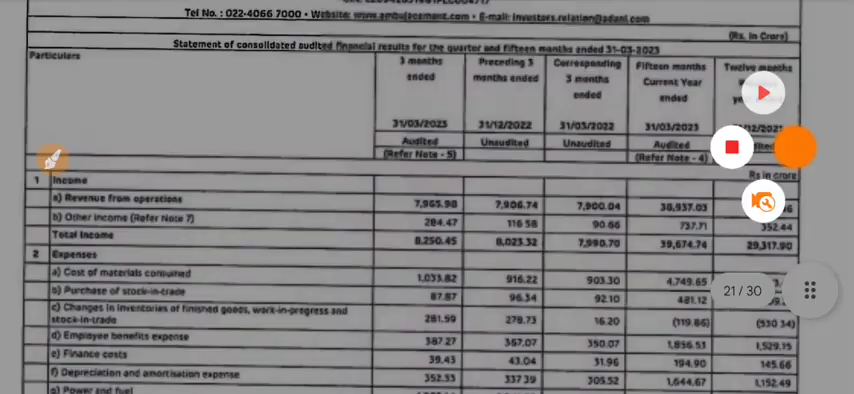 Tel No. : 022-4066 7000 • Website: www.ambujacement.com • E-mail: investors.relation@adani.com
(Rs. in Crore)
Statement of consolidated audited financial results for the quarter and fifteen months ended 31-03-2023
Particulars 3 months ended 31/03/2023 Preceding 3 months ended 31/12/2022 Corresponding 3 months ended 31/03/2022 Fifteen months Current Year ended 31/03/2023 Twelve months
Audited Unaudited Unaudited Audited
(Refer Note - 5) (Refer Note - 4)
Rs in crore
1 Income
a) Revenue from operations 7,965.98 7,906.74 7,900.04 38,937.03
b) Other income (Refer Note 7) 284.47 116.58 90.66 737.71 352.44
Total Income 8,250.45 8,023.32 7,990.70 39,674.74 29,317.90
2 Expenses
a) Cost of materials consumed 1,033.82 916.22 903.30 4,749.65
b) Purchase of stock-in-trade 87.87 96.34 92.10 481.12
c) Changes in inventories of finished goods, work-in-progress and
stock-in-trade 281.59 278.73 16.20 (119.86) (530.34)
d) Employee benefits expense 387.27 367.07 350.07 1,856.53 1,529.15
e) Finance costs 39.43 43.04 31.96 194.90 145.66
f) Depreciation and amortisation expense 352.33 337.39 305.52 1,644.67 1,152.49
g) Power and fuel
21 / 30